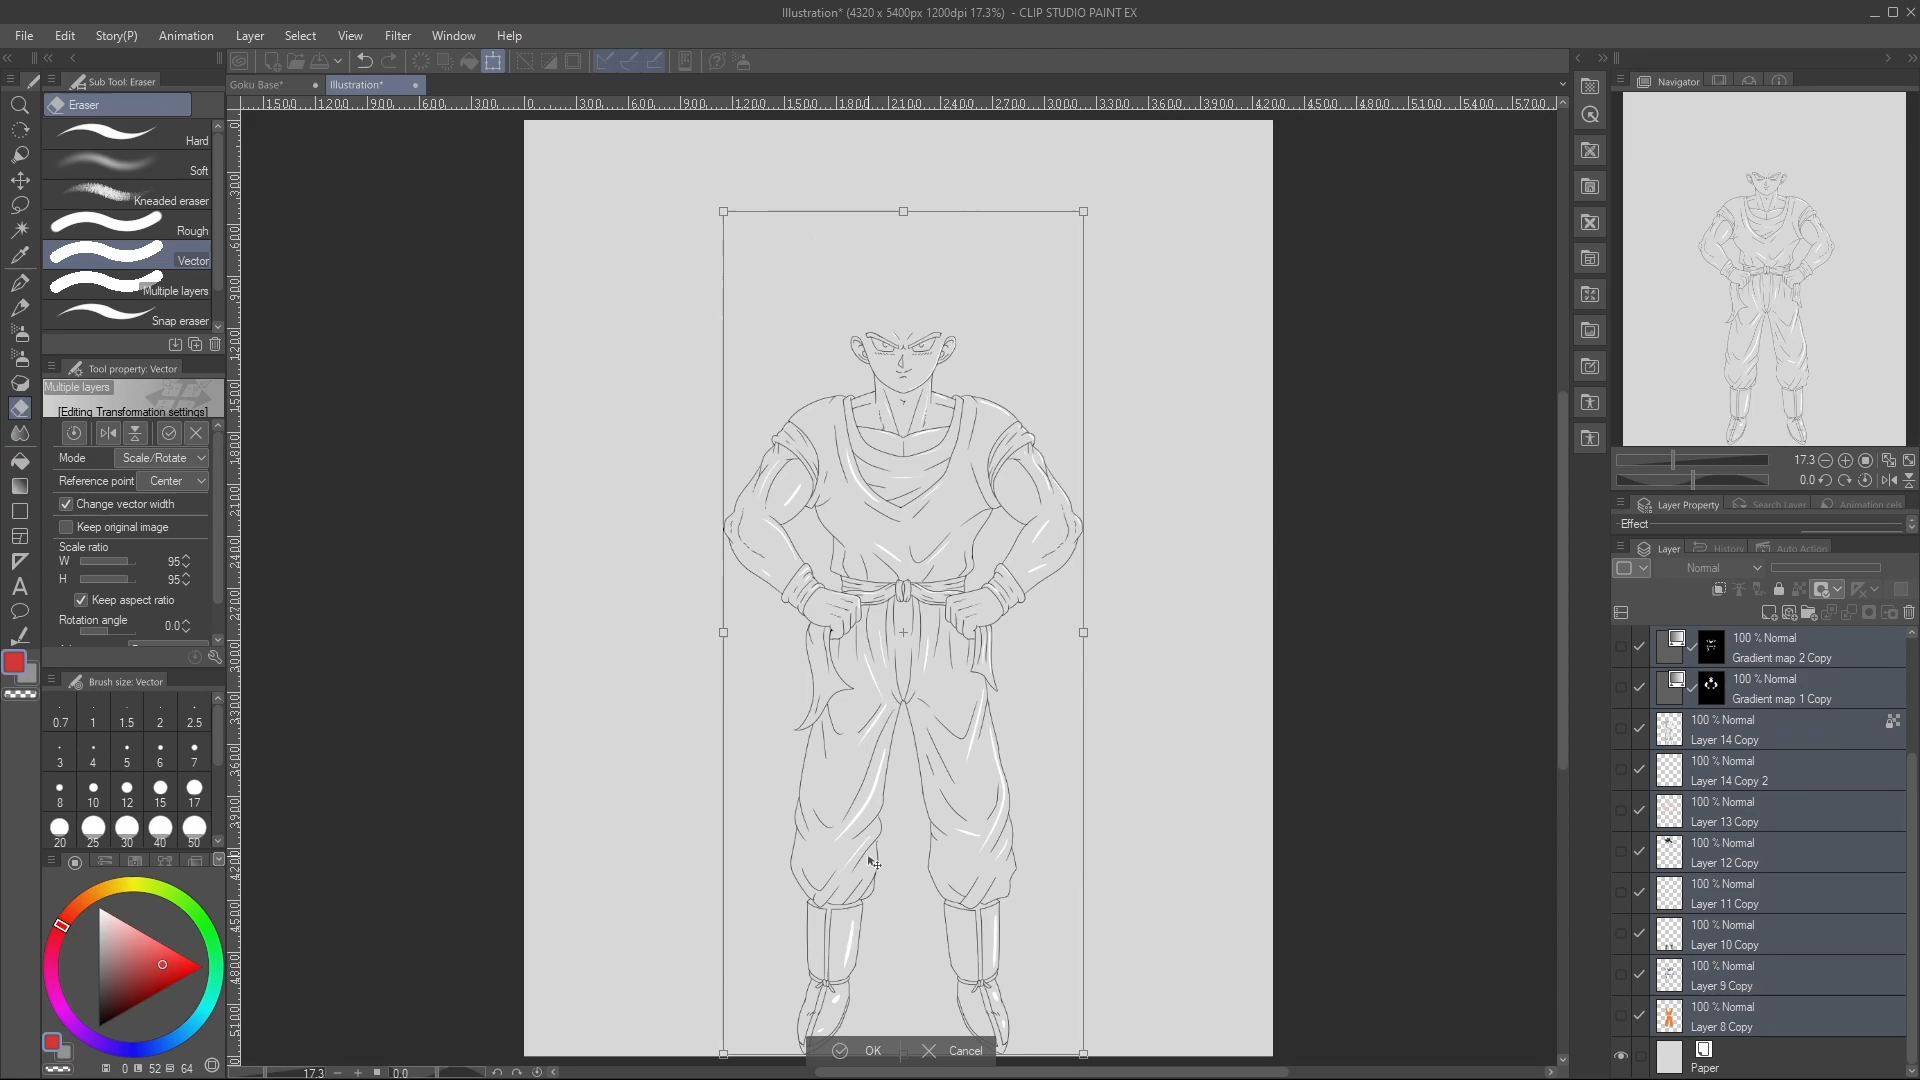 Illustration* (4320 x 5400px 1200dpi 17.3%) - CLIP STUDIO PAINT EX
File Edit Story(P) Animation Layer Select View Filter Window Help
Sub Tool: Eraser
Eraser
Hard
Soft
Kneaded eraser
Rough
Vector
Multiple layers
Snap eraser
Tool property: Vector
Multiple layers
[Editing Transformation settings]
Mode Scale/Rotate
Reference point Center
Change vector width
Keep original image
Scale ratio
W 95
H 95
Keep aspect ratio
Rotation angle 0.0
Brush size: Vector
0.7 1 1.5 2 2.5
3 4 5 6 7
8 10 12 15 17
20 25 30 40 50
0 52 64
Goku Base*
Illustration*
OK Cancel
17.3 0.0
Navigator
17.3
0.0
Layer Property Search Layer Animation cels
Effect
Layer History Auto Action
Normal
100 % Normal
Gradient map 2 Copy
100 % Normal
Gradient map 1 Copy
100 % Normal
Layer 14 Copy
100 % Normal
Layer 14 Copy 2
100 % Normal
Layer 13 Copy
100 % Normal
Layer 12 Copy
100 % Normal
Layer 11 Copy
100 % Normal
Layer 10 Copy
100 % Normal
Layer 9 Copy
100 % Normal
Layer 8 Copy
Paper